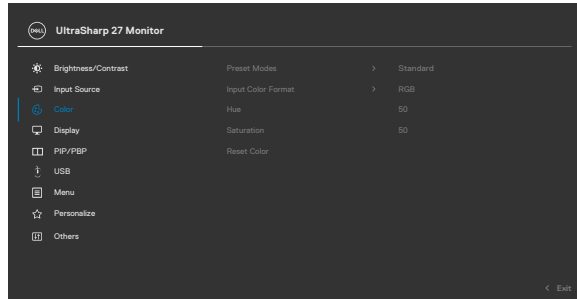 DELL UltraSharp 27 Monitor
Brightness/Contrast Preset Modes > Standard
Input Source Input Color Format > RGB
Color Hue 50
Display Saturation 50
PIP/PBP Reset Color
USB
Menu
Personalize
Others
< Exit